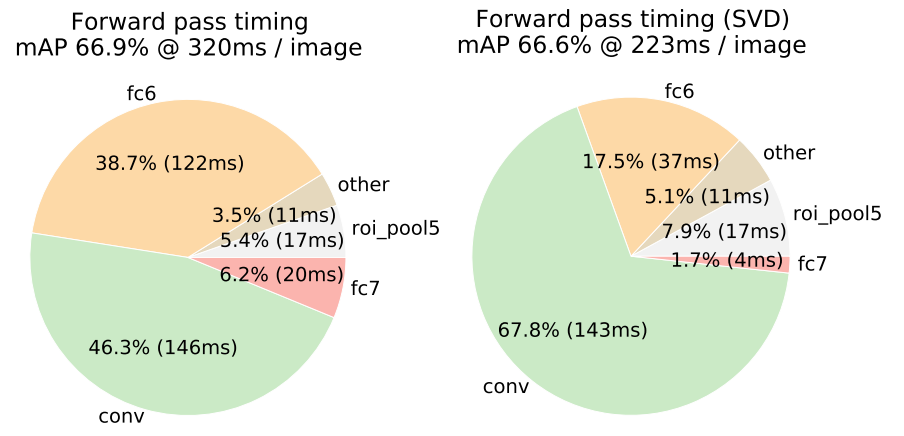 Forward pass timing
mAP 66.9% @ 320ms / image
fc6
38.7% (122ms)
other
3.5% (11ms)
roi_pool5
5.4% (17ms)
6.2% (20ms)
fc7
46.3% (146ms)
conv
Forward pass timing (SVD)
mAP 66.6% @ 223ms / image
fc6
other
17.5% (37ms)
5.1% (11ms)
roi_pool5
7.9% (17ms)
1.7% (4ms)
fc7
67.8% (143ms)
conv